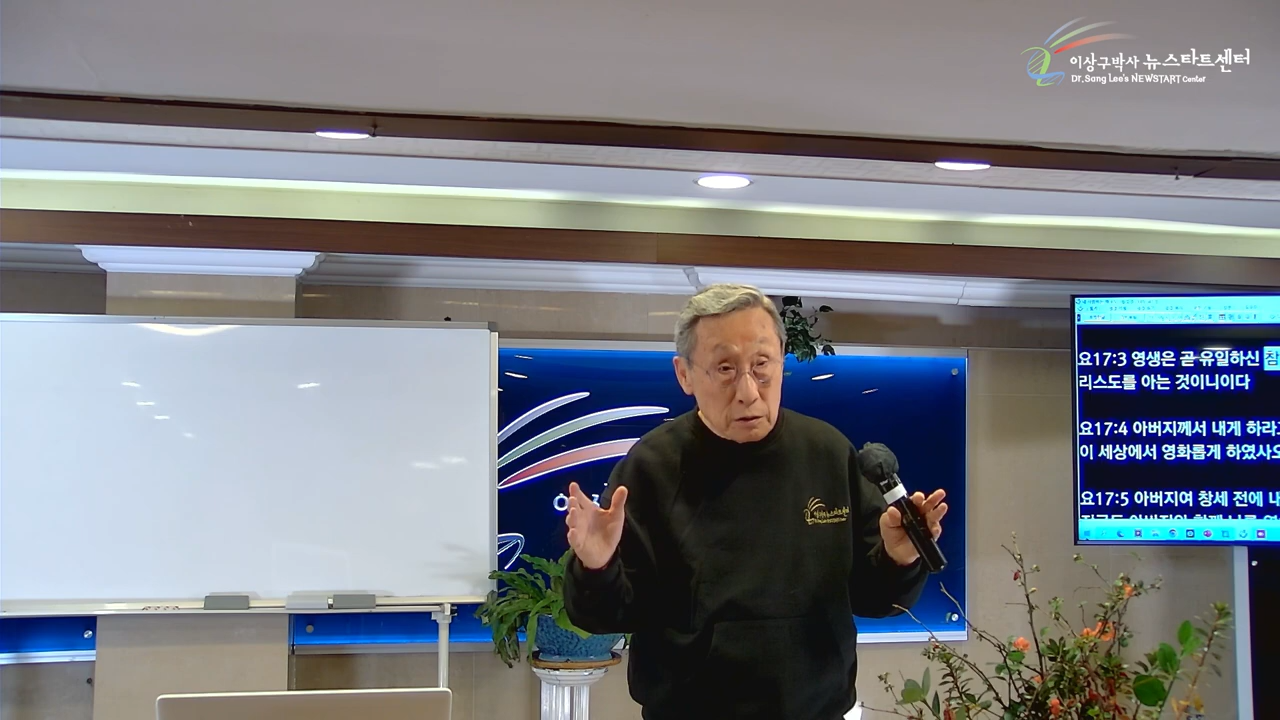 이상구박사 뉴스타트센터
Dr. Sang Lee's NEWSTART Center
요17:3 영생은 곧 유일하신 참
리스도를 아는 것이니이다
요17:4 아버지께서 내게 하라고
이 세상에서 영화롭게 하였사오
요17:5 아버지여 창세 전에 내